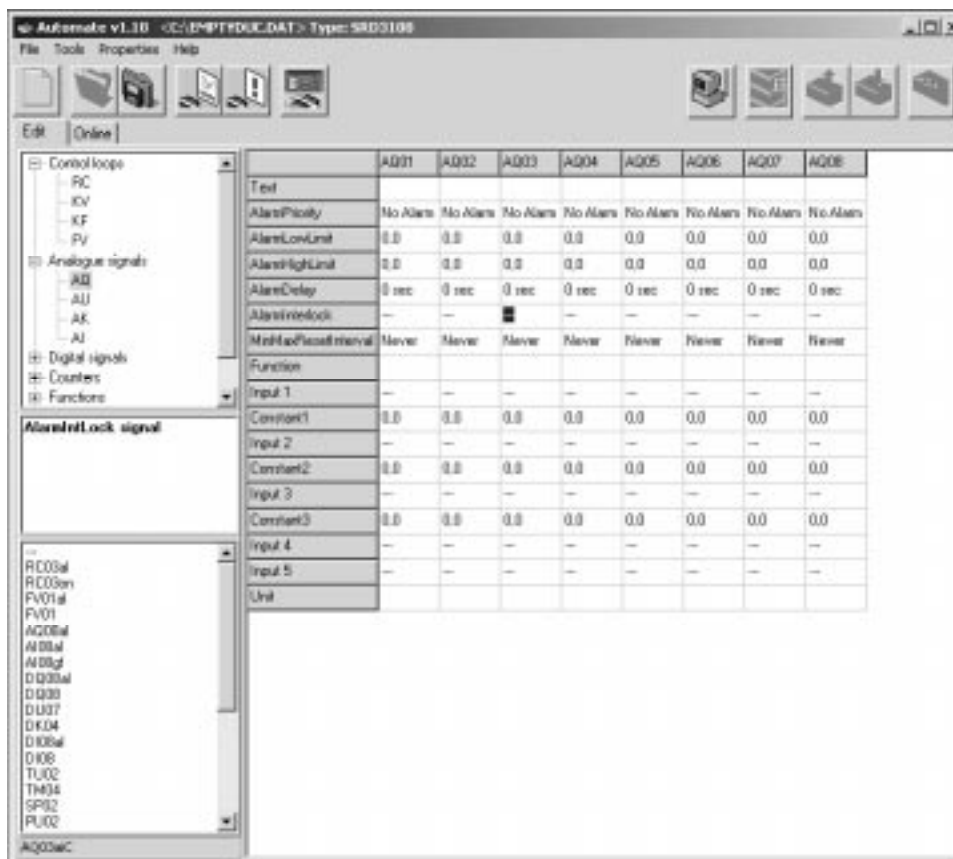 Automate v1.10 <C:\EMPTYDUC.DAT> Type: SRD3108
File Tools Properties Help
Edit Online
Control loops
RC
KV
KF
PV
Analogue signals
AQ
AU
AK
AI
Digital signals
Counters
Functions
AlarmIntLock signal
---
RC03al
RC03on
FV01al
FV01
AQ08al
AI08al
AI08gf
DQ08al
DQ08
DU07
DK04
DI08al
DI08
TU02
TM04
SP02
PU02
AQ03alC
AQ01 AQ02 AQ03 AQ04 AQ05 AQ06 AQ07 AQ08
Text
AlarmPriority No Alarm No Alarm No Alarm No Alarm No Alarm No Alarm No Alarm No Alarm
AlarmLowLimit 0.0 0.0 0.0 0.0 0.0 0.0 0.0 0.0
AlarmHighLimit 0.0 0.0 0.0 0.0 0.0 0.0 0.0 0.0
AlarmDelay 0 sec 0 sec 0 sec 0 sec 0 sec 0 sec 0 sec 0 sec
AlarmInterlock --- --- --- --- --- --- --- ---
MinMaxResetInterval Never Never Never Never Never Never Never Never
Function
Input 1 --- --- --- --- --- --- --- ---
Constant1 0.0 0.0 0.0 0.0 0.0 0.0 0.0 0.0
Input 2 --- --- --- --- --- --- --- ---
Constant2 0.0 0.0 0.0 0.0 0.0 0.0 0.0 0.0
Input 3 --- --- --- --- --- --- --- ---
Constant3 0.0 0.0 0.0 0.0 0.0 0.0 0.0 0.0
Input 4 --- --- --- --- --- --- --- ---
Input 5 --- --- --- --- --- --- --- ---
Unit